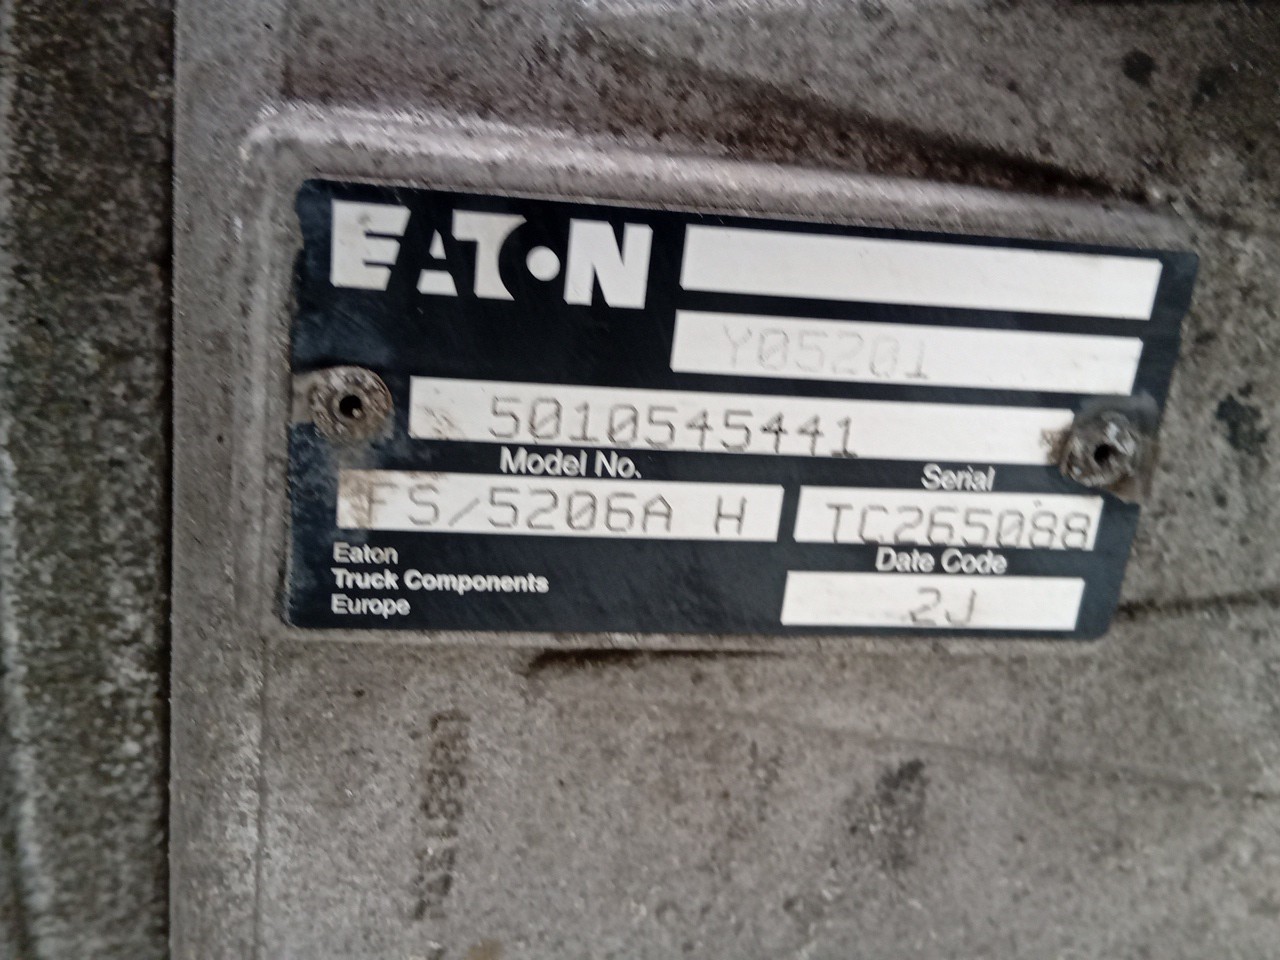 EATON
Y05201
5010545441
Model No.
Serial
FS/5206A H
TC265088
Eaton
Truck Components
Europe
Date Code
2J